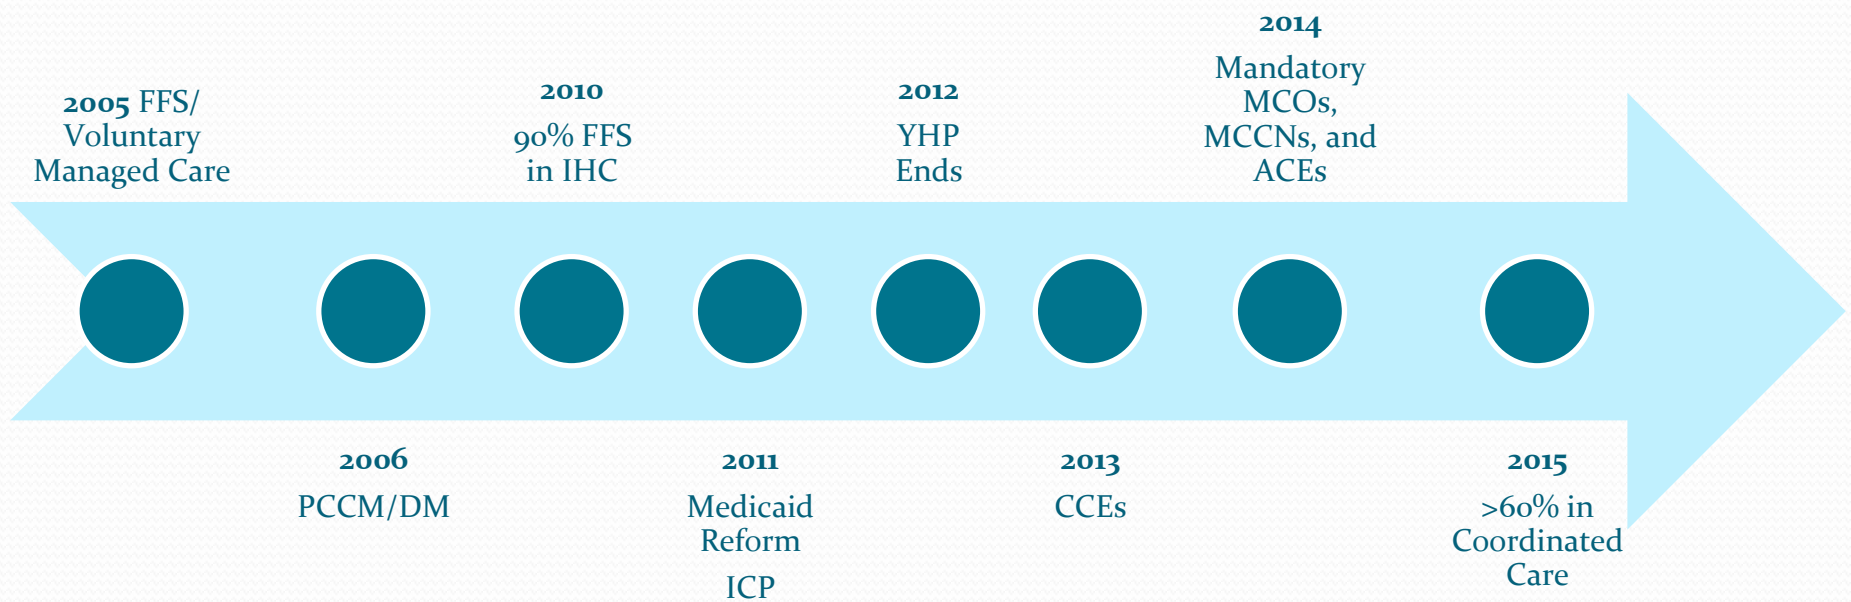 2005 FFS/
Voluntary
Managed Care
2006
PCCM/DM
2010
90% FFS
in IHC
2011
Medicaid
Reform
ICP
2012
YHP
Ends
2013
CCEs
2014
Mandatory
MCOs,
MCCNs, and
ACEs
2015
>60% in
Coordinated
Care